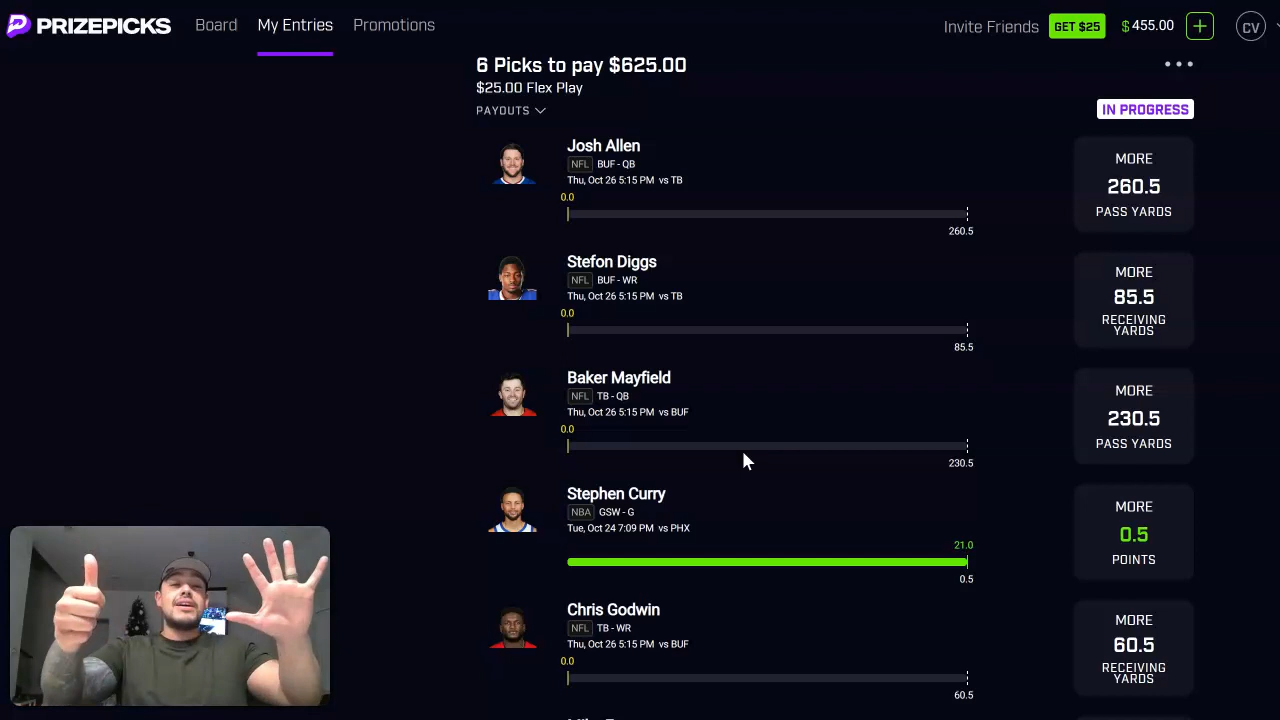 PRIZEPICKS
Board
My Entries
Promotions
Invite Friends
GET $25
$455.00
CV
6 Picks to pay $625.00
$25.00 Flex Play
PAYOUTS
IN PROGRESS
Josh Allen
NFL BUF - QB
Thu, Oct 26 5:15 PM vs TB
0.0
260.5
MORE
260.5
PASS YARDS
Stefon Diggs
NFL BUF - WR
Thu, Oct 26 5:15 PM vs TB
0.0
85.5
MORE
85.5
RECEIVING
YARDS
Baker Mayfield
NFL TB - QB
Thu, Oct 26 5:15 PM vs BUF
0.0
230.5
MORE
230.5
PASS YARDS
Stephen Curry
NBA GSW - G
Tue, Oct 24 7:09 PM vs PHX
21.0
0.5
MORE
0.5
POINTS
Chris Godwin
NFL TB - WR
Thu, Oct 26 5:15 PM vs BUF
0.0
60.5
MORE
60.5
RECEIVING
YARDS